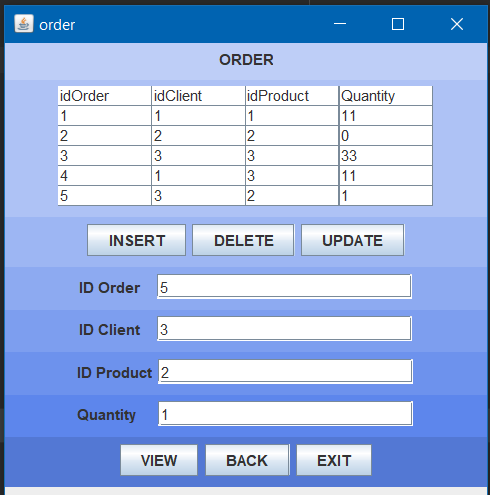 order
ORDER
idOrder idClient idProduct Quantity
1 1 1 11
2 2 2 0
3 3 3 33
4 1 3 11
5 3 2 1
INSERT DELETE UPDATE
ID Order 5
ID Client 3
ID Product 2
Quantity 1
VIEW BACK EXIT